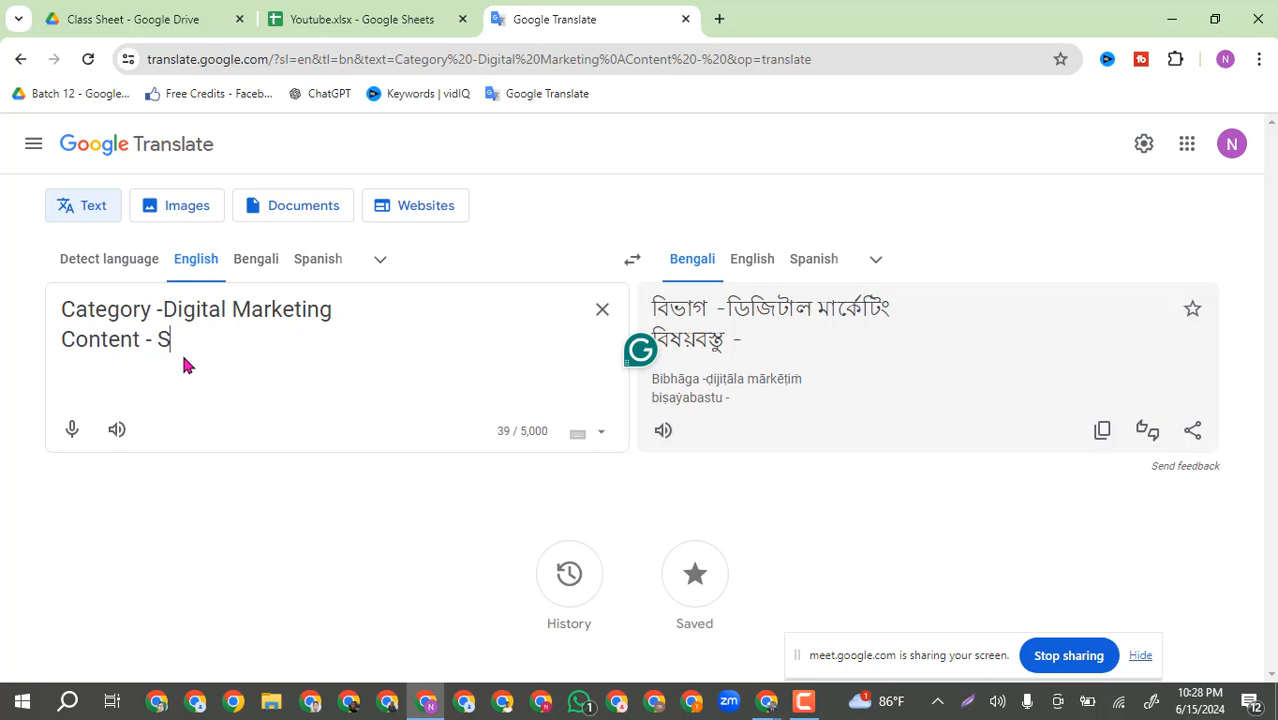 Class Sheet - Google Drive
Youtube.xlsx - Google Sheets
Google Translate
translate.google.com/?sl=en&tl=bn&text=Category%20-Digital%20Marketing%0AContent%20-%20&op=translate
Batch 12 - Google...
Free Credits - Faceb...
ChatGPT
Keywords | vidIQ
Google Translate
Google Translate
N
Text
Images
Documents
Websites
Detect language
English
Bengali
Spanish
Bengali
English
Spanish
Category -Digital Marketing
Content - S
39 / 5,000
বিভাগ -ডিজিটাল মার্কেটিং
বিষয়বস্তু -
Bibhāga -ḍijiṭāla mārkēṭiṁ
biṣaẏabastu -
Send feedback
History
Saved
meet.google.com is sharing your screen.
Stop sharing
Hide
86°F
10:28 PM
6/15/2024